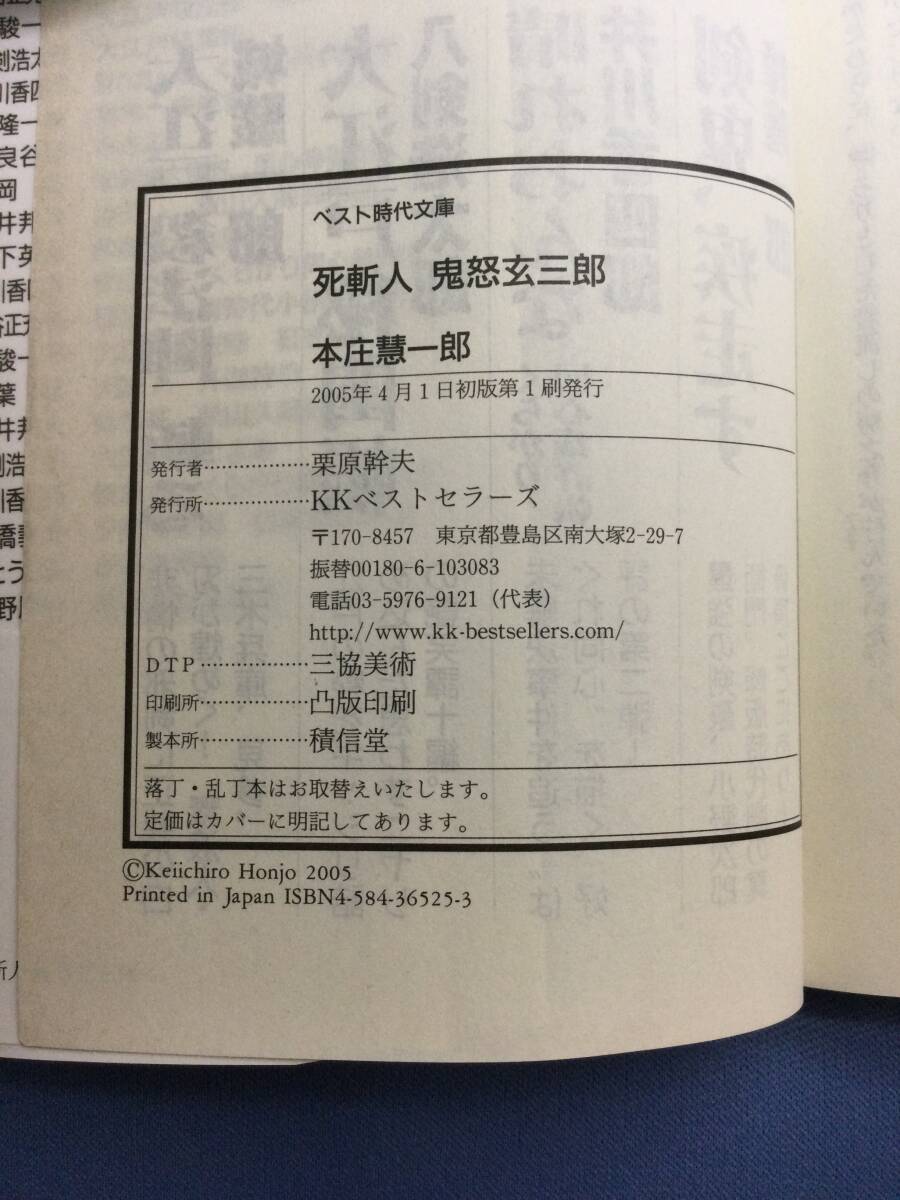 ベスト時代文庫
死斬人 鬼怒玄三郎
本庄慧一郎
2005年4月1日初版第1刷発行
発行者………………栗原幹夫
発行所………………KKベストセラーズ
〒170-8457 東京都豊島区南大塚2-29-7
振替00180-6-103083
電話03-5976-9121(代表)
http://www.kk-bestsellers.com/
DTP………………三協美術
印刷所………………凸版印刷
製本所………………積信堂
落丁・乱丁本はお取替えいたします。
定価はカバーに明記してあります。
©Keiichiro Honjo 2005
Printed in Japan ISBN4-584-36525-3